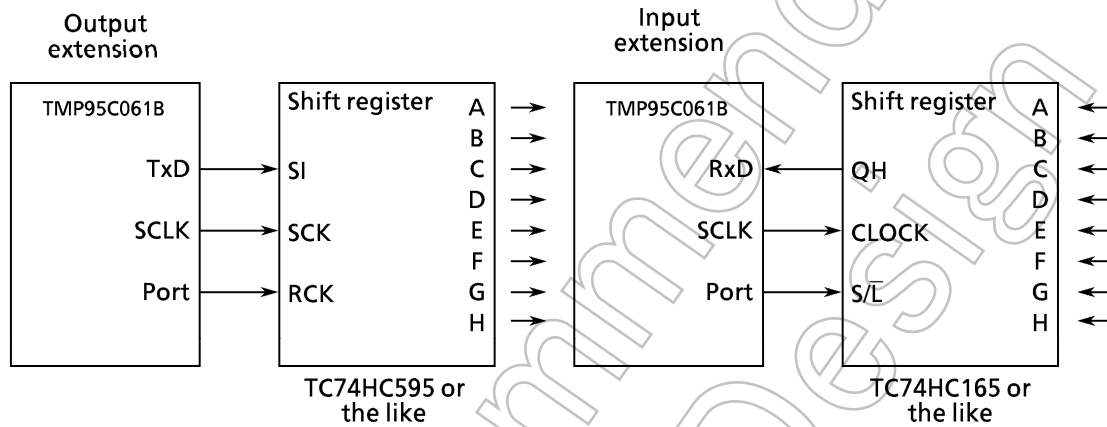 Output
extension
TMP95C061B
TxD
SCLK
Port
Shift register
SI
SCK
RCK
A
B
C
D
E
F
G
H
TC74HC595 or
the like
Input
extension
TMP95C061B
RxD
SCLK
Port
Shift register
QH
CLOCK
S/L̅
A
B
C
D
E
F
G
H
TC74HC165 or
the like